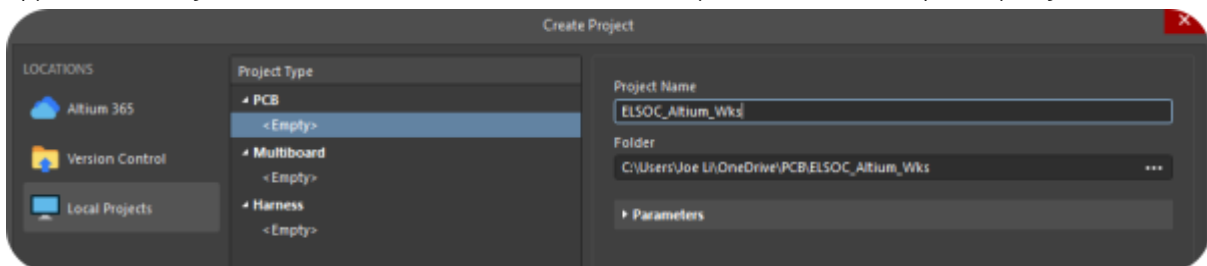 Create Project
LOCATIONS
Altium 365
Version Control
Local Projects
Project Type
PCB
<Empty>
Multiboard
<Empty>
Harness
<Empty>
Project Name
ELSOC_Altium_Wks
Folder
C:\Users\Joe Li\OneDrive\PCB\ELSOC_Altium_Wks
Parameters